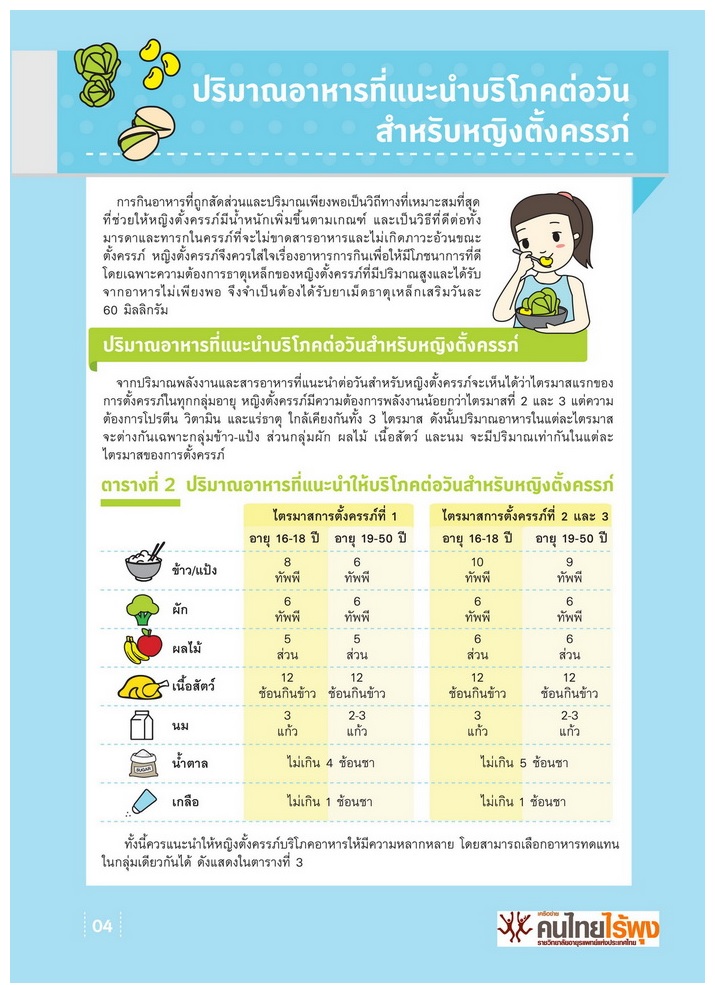 ปริมาณอาหารที่แนะนำบริโภคต่อวัน
สำหรับหญิงตั้งครรภ์
การกินอาหารที่ถูกสัดส่วนและปริมาณเพียงพอเป็นวิถีทางที่เหมาะสมที่สุด
ที่ช่วยให้หญิงตั้งครรภ์มีน้ำหนักเพิ่มขึ้นตามเกณฑ์ และเป็นวิธีที่ดีต่อทั้ง
มารดาและทารกในครรภ์ที่จะไม่ขาดสารอาหารและไม่เกิดภาวะอ้วนขณะ
ตั้งครรภ์ หญิงตั้งครรภ์จึงควรใส่ใจเรื่องอาหารการกินเพื่อให้มีโภชนาการที่ดี
โดยเฉพาะความต้องการธาตุเหล็กของหญิงตั้งครรภ์ที่มีปริมาณสูงและได้รับ
จากอาหารไม่เพียงพอ จึงจำเป็นต้องได้รับยาเม็ดธาตุเหล็กเสริมวันละ
60 มิลลิกรัม
ปริมาณอาหารที่แนะนำบริโภคต่อวันสำหรับหญิงตั้งครรภ์
จากปริมาณพลังงานและสารอาหารที่แนะนำต่อวันสำหรับหญิงตั้งครรภ์จะเห็นได้ว่าไตรมาสแรกของ
การตั้งครรภ์ในทุกกลุ่มอายุ หญิงตั้งครรภ์มีความต้องการพลังงานน้อยกว่าไตรมาสที่ 2 และ 3 แต่ความ
ต้องการโปรตีน วิตามิน และแร่ธาตุ ใกล้เคียงกันทั้ง 3 ไตรมาส ดังนั้นปริมาณอาหารในแต่ละไตรมาส
จะต่างกันเฉพาะกลุ่มข้าว-แป้ง ส่วนกลุ่มผัก ผลไม้ เนื้อสัตว์ และนม จะมีปริมาณเท่ากันในแต่ละ
ไตรมาสของการตั้งครรภ์
ตารางที่ 2 ปริมาณอาหารที่แนะนำให้บริโภคต่อวันสำหรับหญิงตั้งครรภ์
ไตรมาสการตั้งครรภ์ที่ 1 ไตรมาสการตั้งครรภ์ที่ 2 และ 3
อายุ 16-18 ปี อายุ 19-50 ปี อายุ 16-18 ปี อายุ 19-50 ปี
ข้าว/แป้ง 8 6 10 9
ทัพพี ทัพพี ทัพพี ทัพพี
ผัก 6 6 6 6
ทัพพี ทัพพี ทัพพี ทัพพี
ผลไม้ 5 5 6 6
ส่วน ส่วน ส่วน ส่วน
เนื้อสัตว์ 12 12 12 12
ช้อนกินข้าว ช้อนกินข้าว ช้อนกินข้าว ช้อนกินข้าว
นม 3 2-3 3 2-3
แก้ว แก้ว แก้ว แก้ว
SUGAR น้ำตาล ไม่เกิน 4 ช้อนชา ไม่เกิน 5 ช้อนชา
เกลือ ไม่เกิน 1 ช้อนชา ไม่เกิน 1 ช้อนชา
ทั้งนี้ควรแนะนำให้หญิงตั้งครรภ์บริโภคอาหารให้มีความหลากหลาย โดยสามารถเลือกอาหารทดแทน
ในกลุ่มเดียวกันได้ ดังแสดงในตารางที่ 3
04
เครือข่าย
คนไทยไร้พุง
ราชวิทยาลัยอายุรแพทย์แห่งประเทศไทย